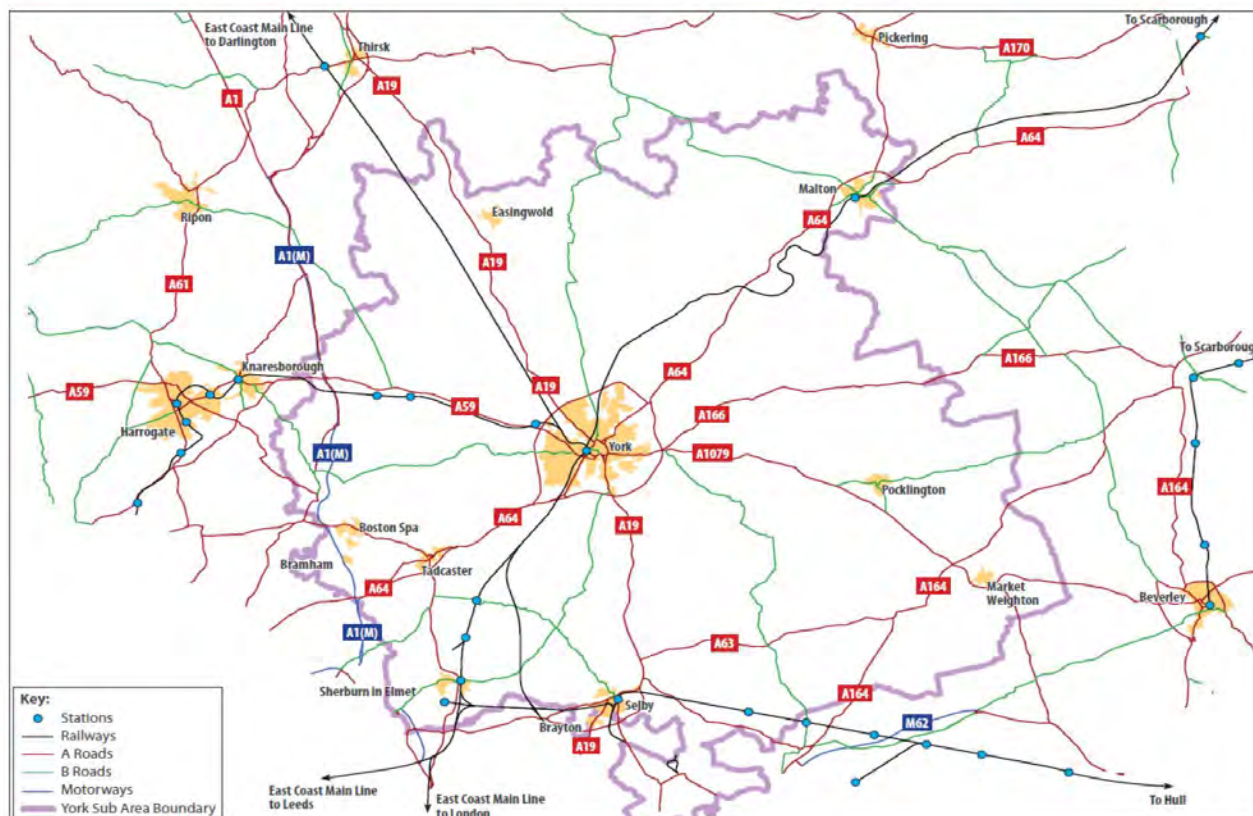 East Coast Main Line
to Darlington
Thirsk
A19
A1
Pickering
A170
To Scarborough
A64
Ripon
Easingwold
Malton
A64
A1(M)
A19
A61
Knaresborough
A59
Harrogate
A59
A19
A64
A166
To Scarborough
A166
York
A1079
A1(M)
Pocklington
A164
Boston Spa
A64
A19
Bramham
Tadcaster
A64
A164
Market
Weighton
Beverley
A1(M)
A63
Sherburn in Elmet
Selby
A164
Brayton
A19
M62
East Coast Main Line
to Leeds
East Coast Main Line
to London
To Hull
Key:
Stations
Railways
A Roads
B Roads
Motorways
York Sub Area Boundary